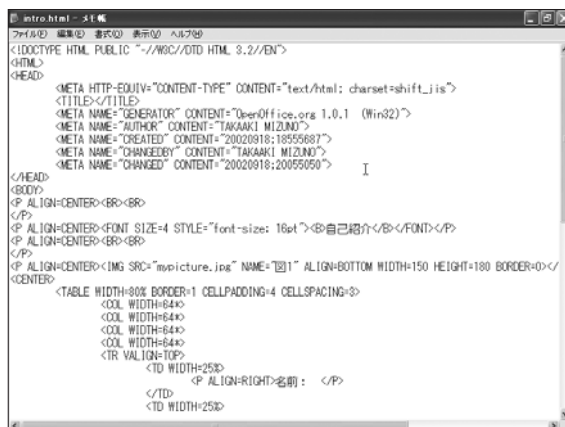 intro.html - メモ帳
ファイル(F) 編集(E) 書式(O) 表示(V) ヘルプ(H)
<!DOCTYPE HTML PUBLIC "-//W3C//DTD HTML 3.2//EN">
<HTML>
<HEAD>
<META HTTP-EQUIV="CONTENT-TYPE" CONTENT="text/html; charset=shift_jis">
<TITLE></TITLE>
<META NAME="GENERATOR" CONTENT="OpenOffice.org 1.0.1  (Win32)">
<META NAME="AUTHOR" CONTENT="TAKAAKI MIZUNO">
<META NAME="CREATED" CONTENT="20020918;18555687">
<META NAME="CHANGEDBY" CONTENT="TAKAAKI MIZUNO">
<META NAME="CHANGED" CONTENT="20020918;20055050">
</HEAD>
<BODY>
<P ALIGN=CENTER><BR><BR>
</P>
<P ALIGN=CENTER><FONT SIZE=4 STYLE="font-size: 16pt"><B>自己紹介</B></FONT></P>
<P ALIGN=CENTER><BR><BR>
</P>
<P ALIGN=CENTER><IMG SRC="mypicture.jpg" NAME="図1" ALIGN=BOTTOM WIDTH=150 HEIGHT=180 BORDER=0></
<CENTER>
<TABLE WIDTH=80% BORDER=1 CELLPADDING=4 CELLSPACING=3>
<COL WIDTH=64*>
<COL WIDTH=64*>
<COL WIDTH=64*>
<COL WIDTH=64*>
<TR VALIGN=TOP>
<TD WIDTH=25%>
<P ALIGN=RIGHT>名前： </P>
</TD>
<TD WIDTH=25%>